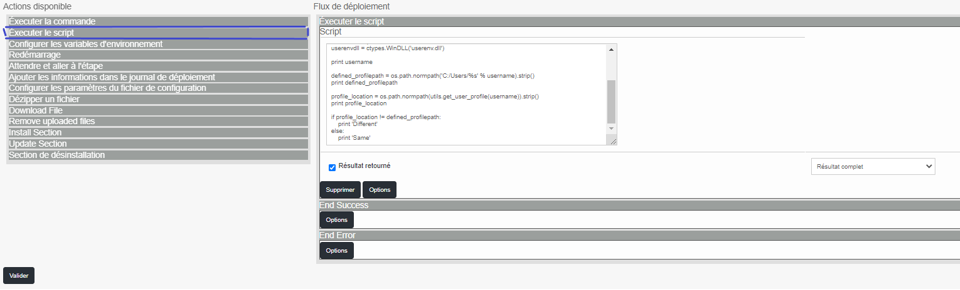 Actions disponible
Executer la commande
Executer le script
Configurer les variables d'environnement
Redémarrage
Attendre et aller à l'étape
Ajouter les informations dans le journal de déploiement
Configurer les paramètres du fichier de configuration
Dézipper un fichier
Download File
Remove uploaded files
Install Section
Update Section
Section de désinstallation
Valider
Flux de déploiement
Executer le script
Script
userenvdll = ctypes.WinDLL('userenv.dll')
print username
defined_profilepath = os.path.normpath('C:/Users/%s' % username).strip()
print defined_profilepath
profile_location = os.path.normpath(utils.get_user_profile(username)).strip()
print profile_location
if profile_location != defined_profilepath:
print 'Different'
else:
print 'Same'
Résultat retourné
Résultat complet
Supprimer
Options
End Success
Options
End Error
Options